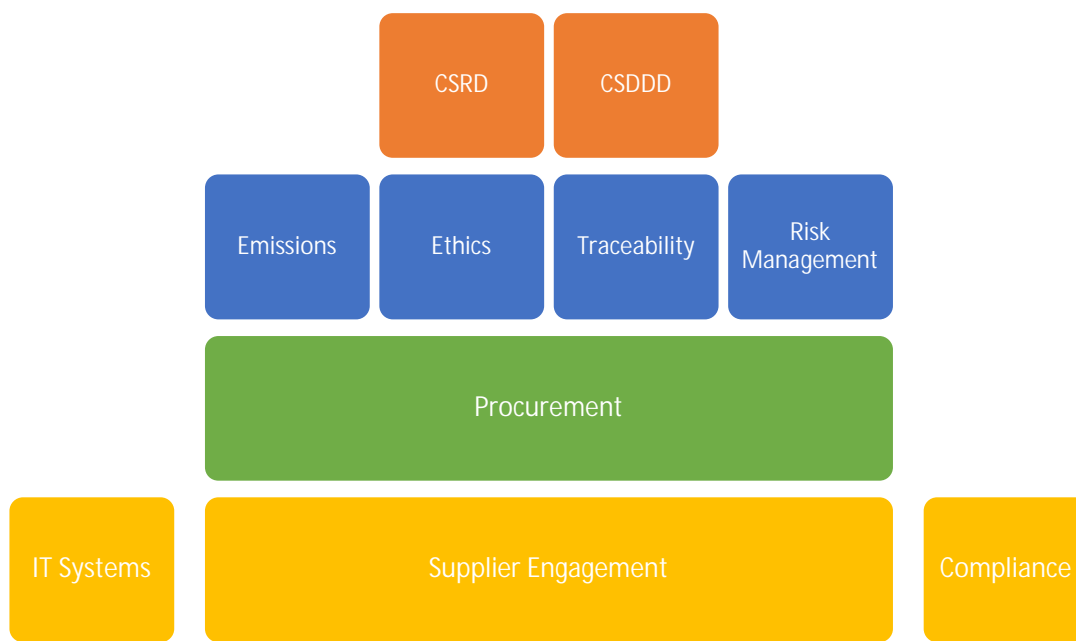 CSRD
CSDDD
Emissions
Ethics
Traceability
Risk
Management
Procurement
IT Systems
Supplier Engagement
Compliance